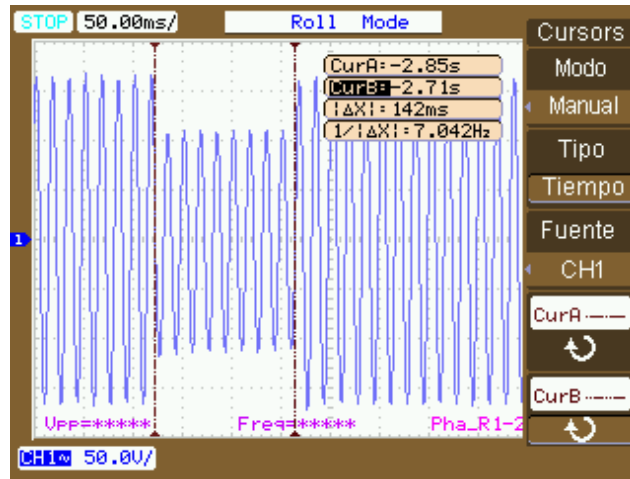 STOP 50.00ms/ Roll Mode
CurA:-2.85s
CurB:-2.71s
|ΔX|: 142ms
1/|ΔX|:7.042Hz
1
Vpp=***** Freq=***** Pha_R1-2
CH1~ 50.0V/
Cursors
Modo
Manual
Tipo
Tiempo
Fuente
CH1
CurA
CurB